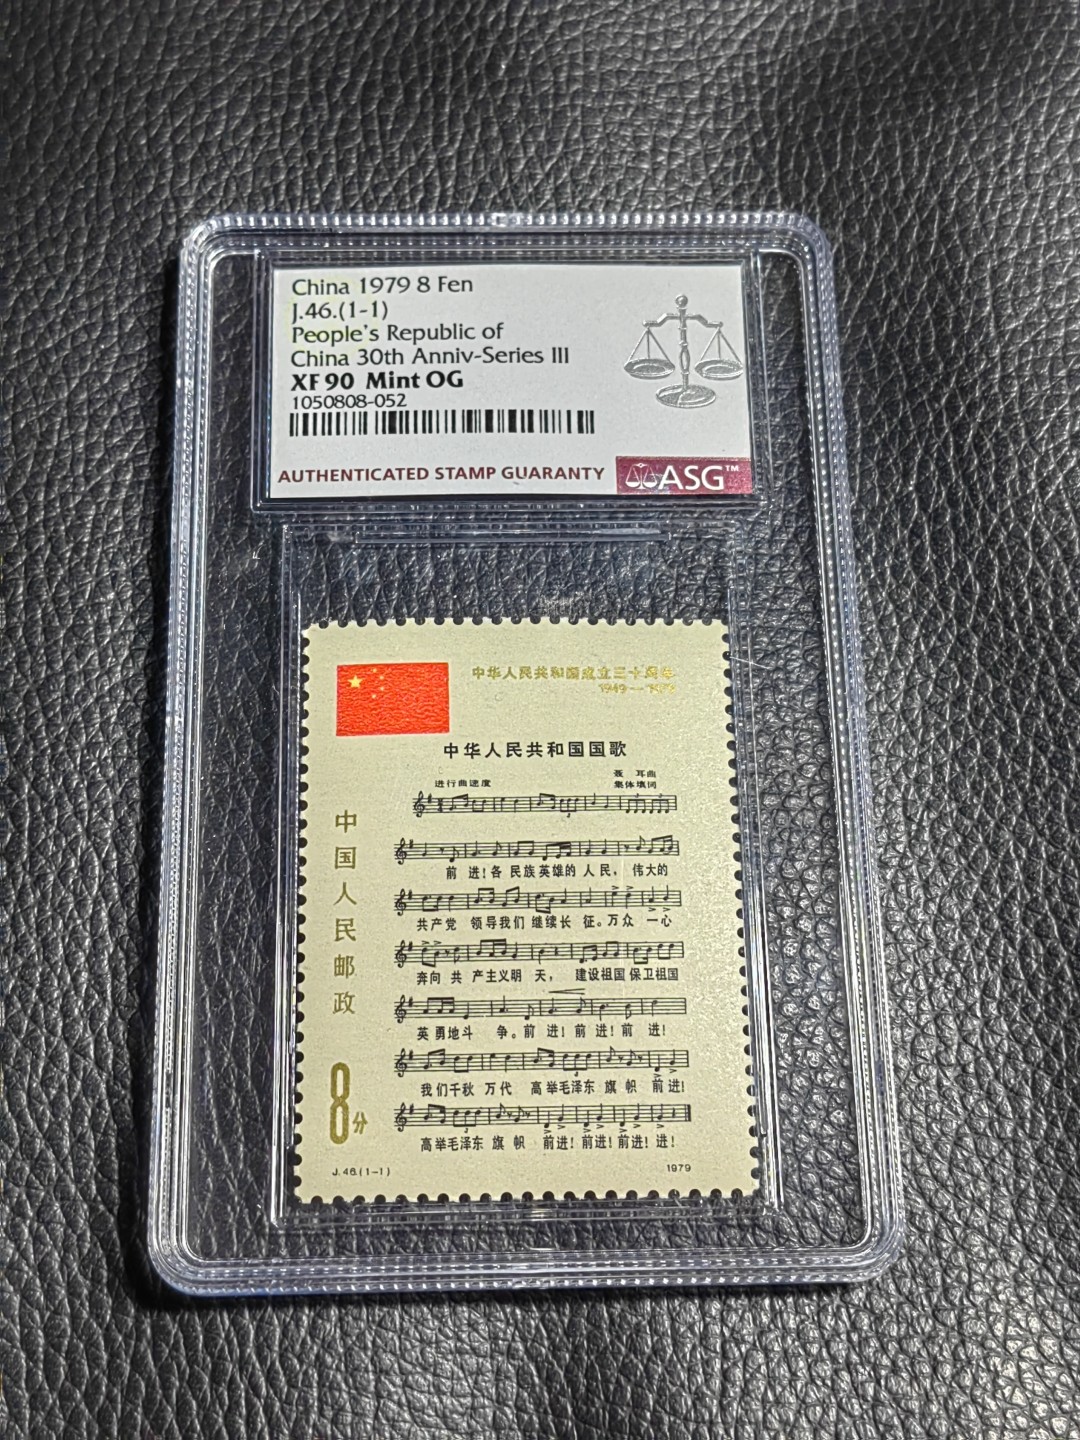 China 1979 8 Fen
J.46.(1-1)
People's Republic of
China 30th Anniv-Series III
XF 90 Mint OG
1050808-052
AUTHENTICATED STAMP GUARANTY
ASG™
中华人民共和国成立三十周年
1949—1979
中华人民共和国国歌
进行曲速度
聂 耳曲
集体填词
前 进!各 民族英雄的 人 民, 伟大的
共产党 领导我们 继续长 征。万众 一心
奔向 共 产主义明 天, 建设祖国 保卫祖国
英 勇地斗 争。前 进! 前 进! 前 进!
我们千秋 万代 高举毛泽东 旗 帜 前进!
高举毛泽东 旗 帜 前进! 前进! 前进! 进!
中国人民邮政
8分
J.46.(1-1)
1979